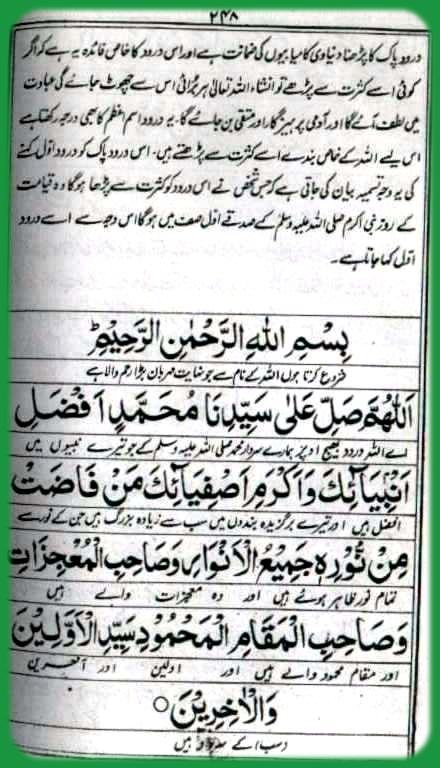 ۲۴۸
درود پاک کا پڑھنا دنیاوی کامیابیوں کی ضمانت ہے اور اس درود کا خاص فائدہ یہ ہے کہ اگر
کوئی اسے کثرت سے پڑھے تو انشاء اللہ تعالیٰ ہر برائی اس سے چھوٹ جائے گی عبادت
میں لطف آئے گا اور آدمی پرہیزگار اور متقی بن جائے گا۔ یہ درود اسم اعظم کا بھی درجہ رکھتا ہے
اس لیے اللہ کے خاص بندے اسے کثرت سے پڑھتے ہیں۔ اس درود پاک کو درود اول کہنے
کی یہ وجہ تسمیہ بیان کی جاتی ہے کہ جس شخص نے اس درود کو کثرت سے پڑھا ہوگا وہ قیامت
کے روز نبی اکرم صلی اللہ علیہ وسلم کے صدقے اول صف میں ہوگا اس وجہ سے اسے درود
اول کہا جاتا ہے۔
بِسْمِ اللهِ الرَّحْمٰنِ الرَّحِيْمِ
شروع کرتا ہوں اللہ کے نام سے جو نہایت مہربان بڑا رحم والا ہے
اَللّٰهُمَّ صَلِّ عَلٰى سَيِّدِنَا مُحَمَّدٍ اَفْضَلِ
اے اللہ درود بھیج اوپر ہمارے سردار محمد صلی اللہ علیہ وسلم کے جو تیرے نبیوں میں
اَنْبِيَآئِكَ وَاَكْرَمِ اَصْفِيَآئِكَ مَنْ فَاضَتْ
افضل ہیں اور تیرے برگزیدہ بندوں میں سب سے زیادہ بزرگ ہیں جن کے نور سے
مِنْ نُّوْرِهٖ جَمِيْعُ الْاَنْوَارِ وَصَاحِبِ الْمُعْجِزَاتِ
تمام نور ظاہر ہوئے ہیں اور وہ معجزات والے ہیں
وَصَاحِبِ الْمَقَامِ الْمَحْمُوْدِ سَيِّدِ الْاَوَّلِيْنَ
اور مقام محمود والے ہیں اور اولین اور آخرین
وَالْاٰخِرِيْنَ○
سب کے سردار ہیں